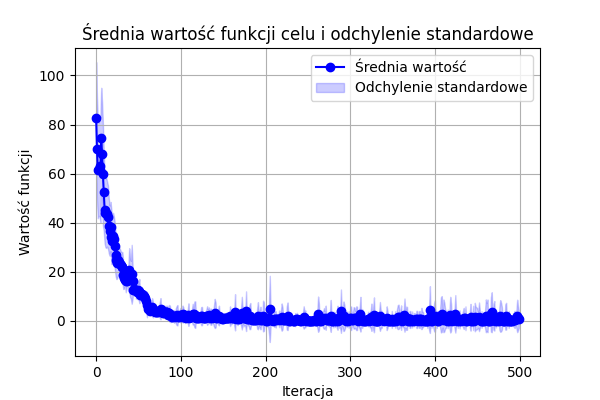 Średnia wartość funkcji celu i odchylenie standardowe
Średnia wartość
Odchylenie standardowe
Wartość funkcji
100
80
60
40
20
0
0 100 200 300 400 500
Iteracja